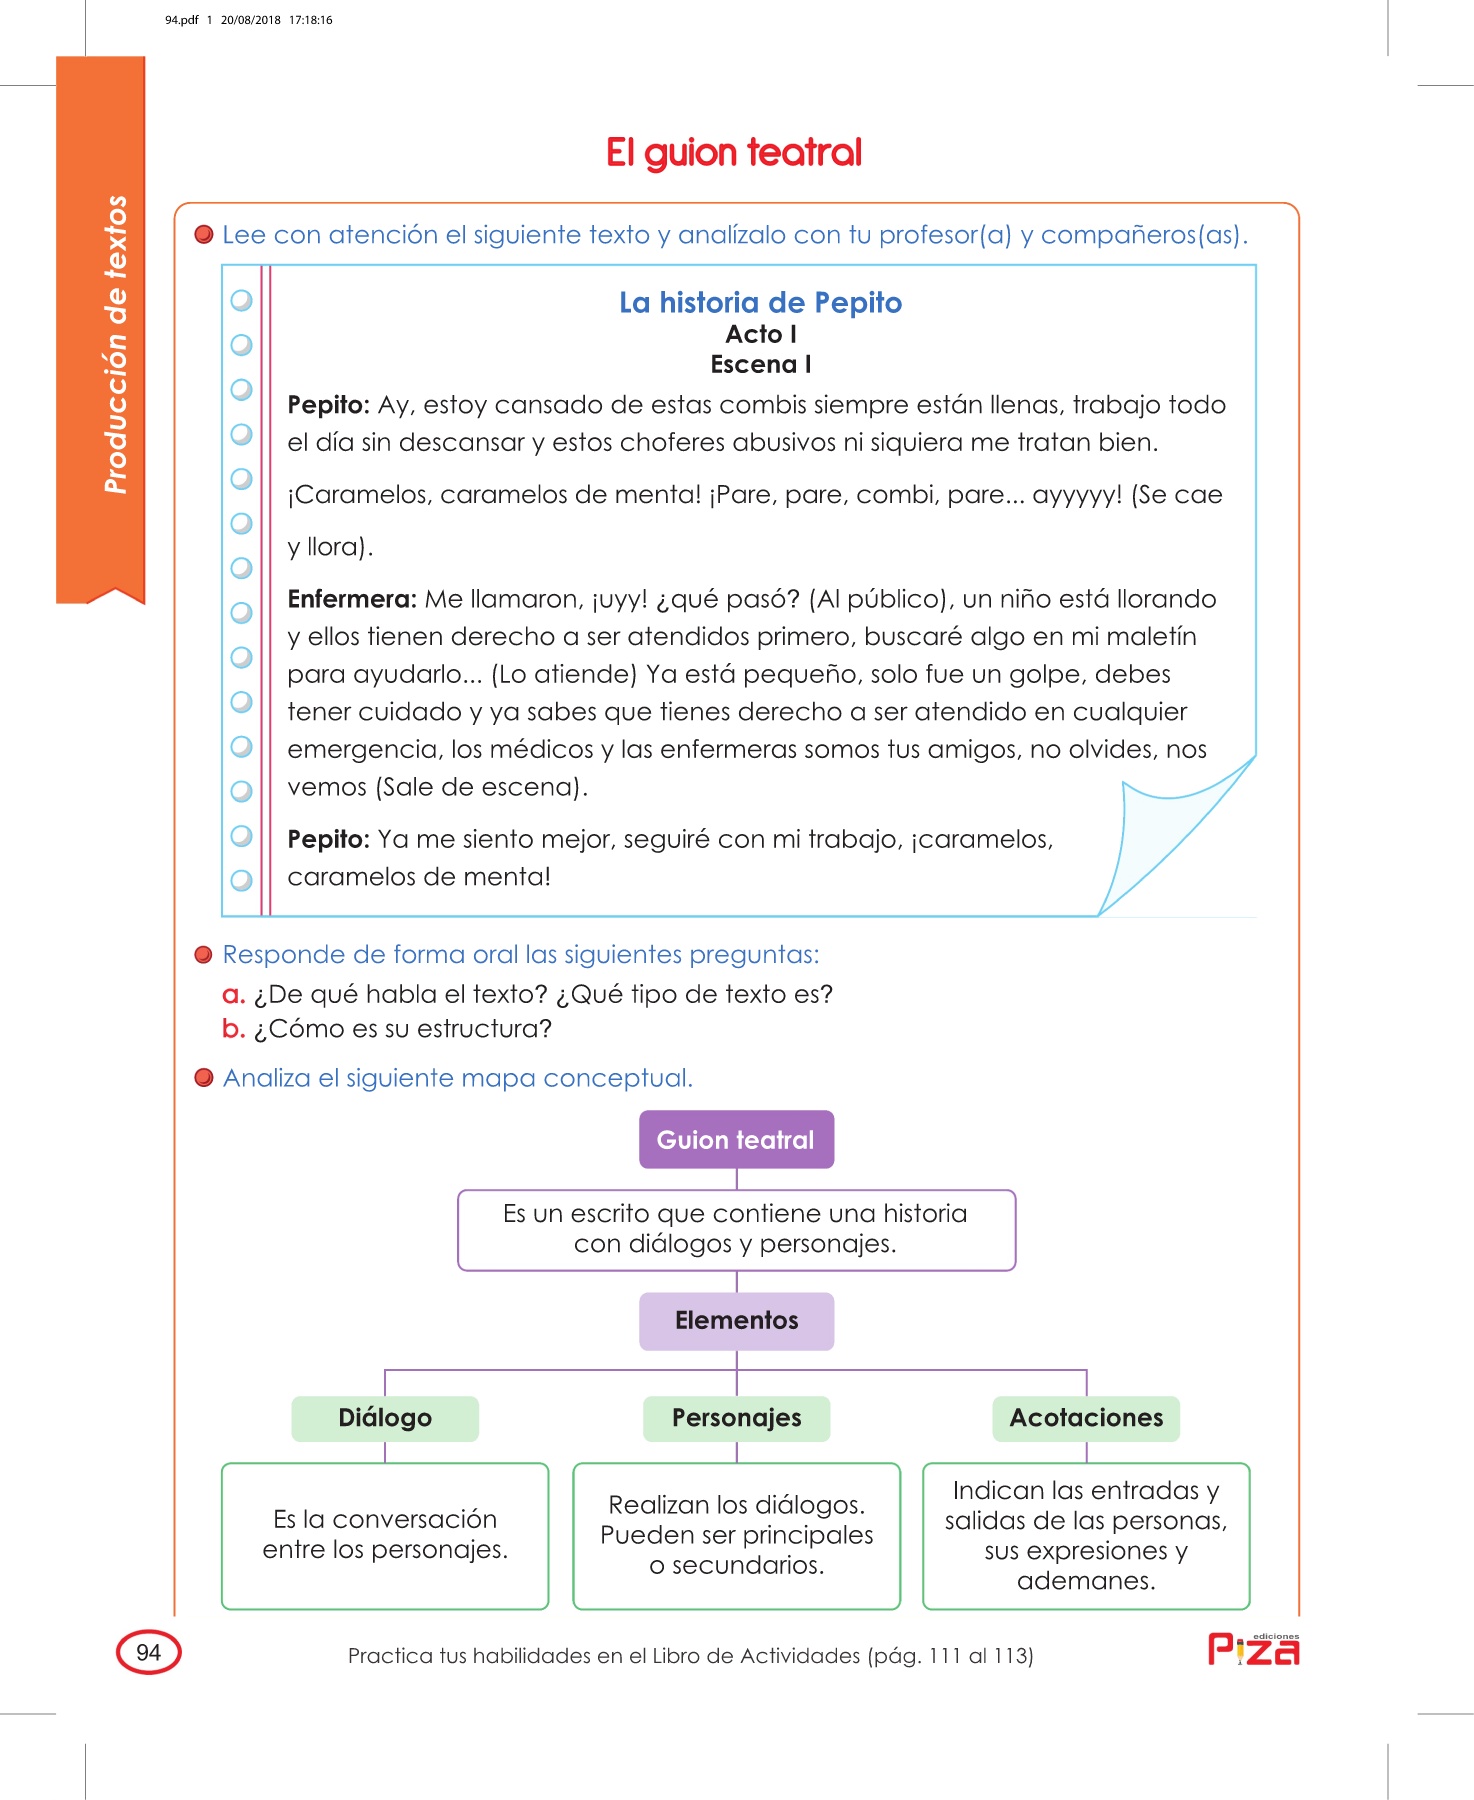 94.pdf   1   20/08/2018   17:18:16
Producción de textos
El guion teatral
Lee con atención el siguiente texto y analízalo con tu profesor(a) y compañeros(as).
La historia de Pepito
Acto I
Escena I
Pepito: Ay, estoy cansado de estas combis siempre están llenas, trabajo todo
el día sin descansar y estos choferes abusivos ni siquiera me tratan bien.
¡Caramelos, caramelos de menta! ¡Pare, pare, combi, pare... ayyyyy! (Se cae
y llora).
Enfermera: Me llamaron, ¡uyy! ¿qué pasó? (Al público), un niño está llorando
y ellos tienen derecho a ser atendidos primero, buscaré algo en mi maletín
para ayudarlo... (Lo atiende) Ya está pequeño, solo fue un golpe, debes
tener cuidado y ya sabes que tienes derecho a ser atendido en cualquier
emergencia, los médicos y las enfermeras somos tus amigos, no olvides, nos
vemos (Sale de escena).
Pepito: Ya me siento mejor, seguiré con mi trabajo, ¡caramelos,
caramelos de menta!
Responde de forma oral las siguientes preguntas:
a. ¿De qué habla el texto? ¿Qué tipo de texto es?
b. ¿Cómo es su estructura?
Analiza el siguiente mapa conceptual.
Guion teatral
Es un escrito que contiene una historia
con diálogos y personajes.
Elementos
Diálogo
Es la conversación
entre los personajes.
Personajes
Realizan los diálogos.
Pueden ser principales
o secundarios.
Acotaciones
Indican las entradas y
salidas de las personas,
sus expresiones y
ademanes.
94
Practica tus habilidades en el Libro de Actividades (pág. 111 al 113)
ediciones
Piza